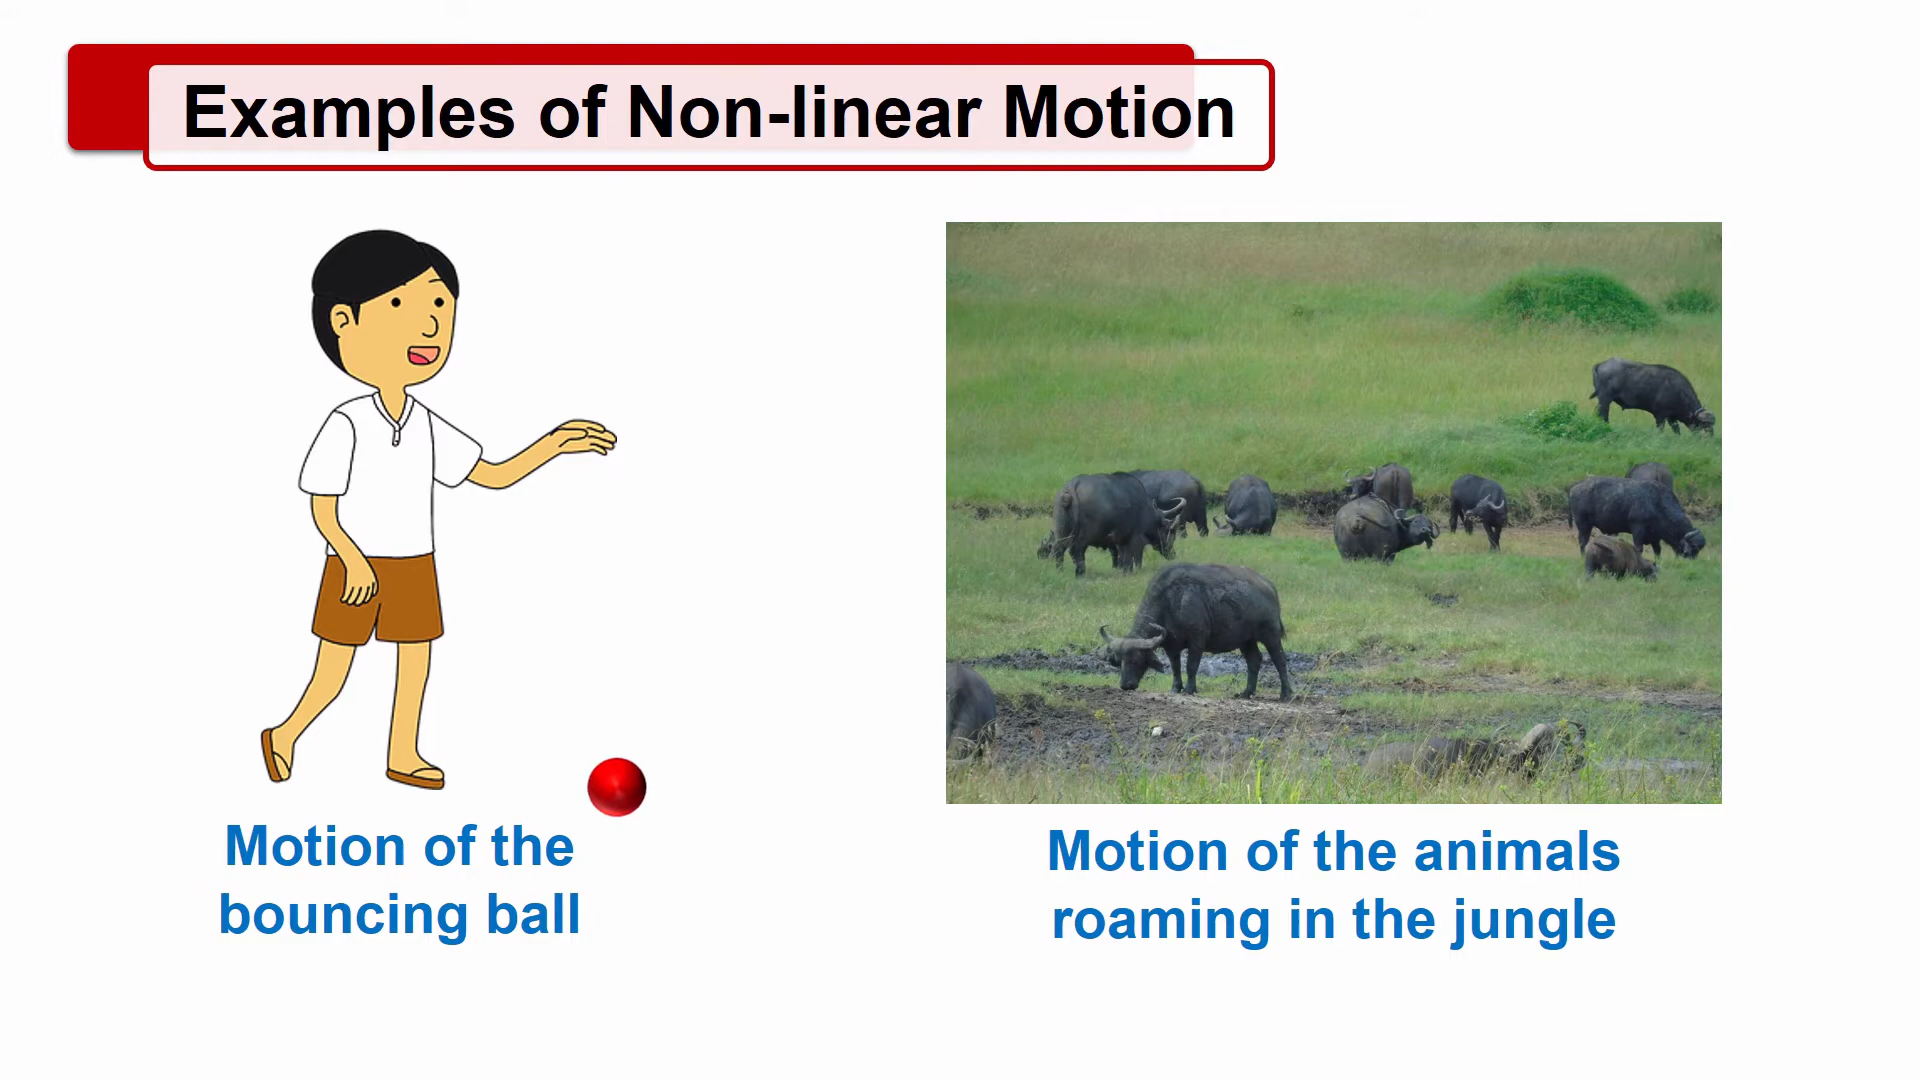 Examples of Non-linear Motion
Motion of the
bouncing ball
Motion of the animals
roaming in the jungle